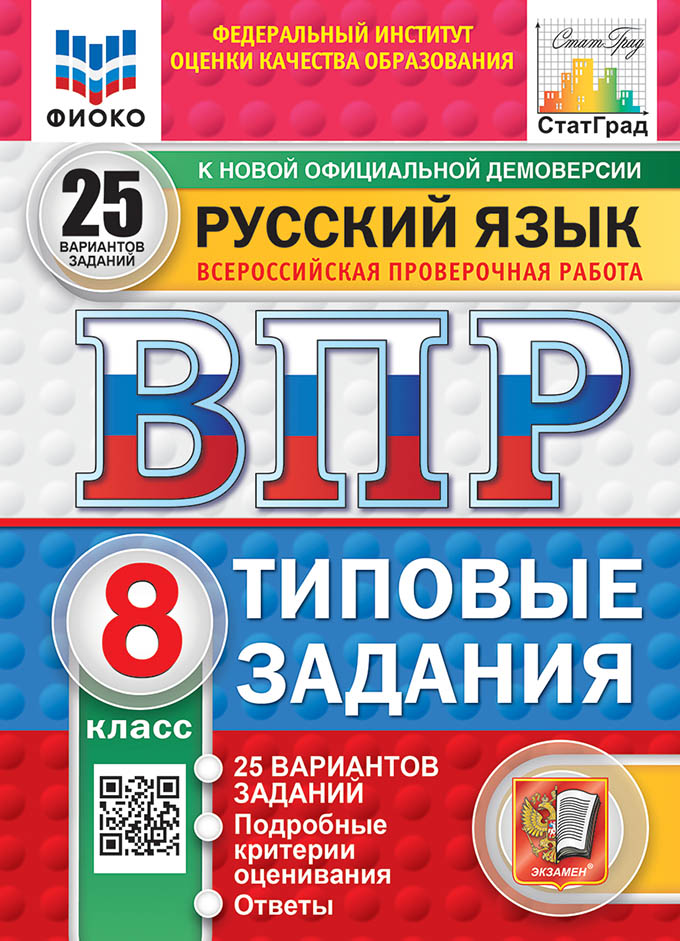 ФИОКО
ФЕДЕРАЛЬНЫЙ ИНСТИТУТ
ОЦЕНКИ КАЧЕСТВА ОБРАЗОВАНИЯ
СтатГрад
СтатГрад
К НОВОЙ ОФИЦИАЛЬНОЙ ДЕМОВЕРСИИ
25
ВАРИАНТОВ
ЗАДАНИЙ
РУССКИЙ ЯЗЫК
ВСЕРОССИЙСКАЯ ПРОВЕРОЧНАЯ РАБОТА
ВПР
8
класс
ТИПОВЫЕ
ЗАДАНИЯ
25 ВАРИАНТОВ
ЗАДАНИЙ
Подробные
критерии
оценивания
Ответы
ЭКЗАМЕН®